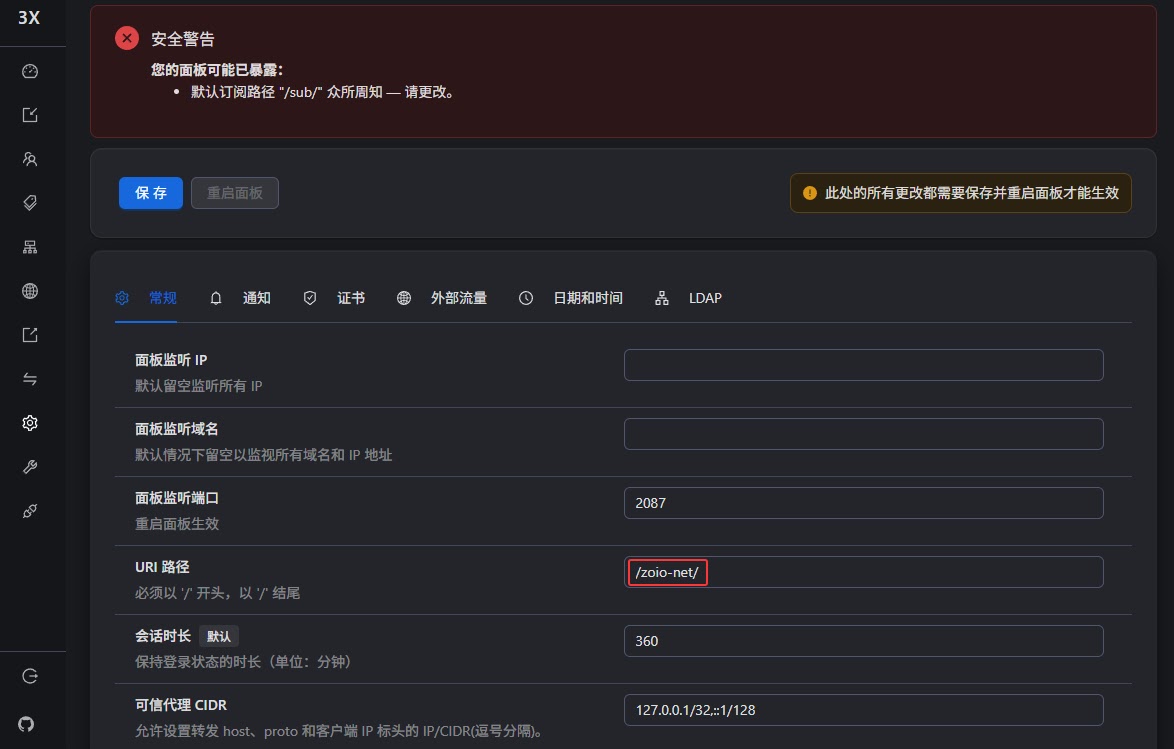 3X
安全警告
您的面板可能已暴露:
默认订阅路径 "/sub/" 众所周知 — 请更改。
保 存
重启面板
此处的所有更改都需要保存并重启面板才能生效
常规
通知
证书
外部流量
日期和时间
LDAP
面板监听 IP
默认留空监听所有 IP
面板监听域名
默认情况下留空以监视所有域名和 IP 地址
面板监听端口
2087
重启面板生效
URI 路径
/zoio-net/
必须以 '/' 开头，以 '/' 结尾
会话时长 默认
360
保持登录状态的时长（单位：分钟）
可信代理 CIDR
127.0.0.1/32,::1/128
允许设置转发 host、proto 和客户端 IP 标头的 IP/CIDR(逗号分隔)。